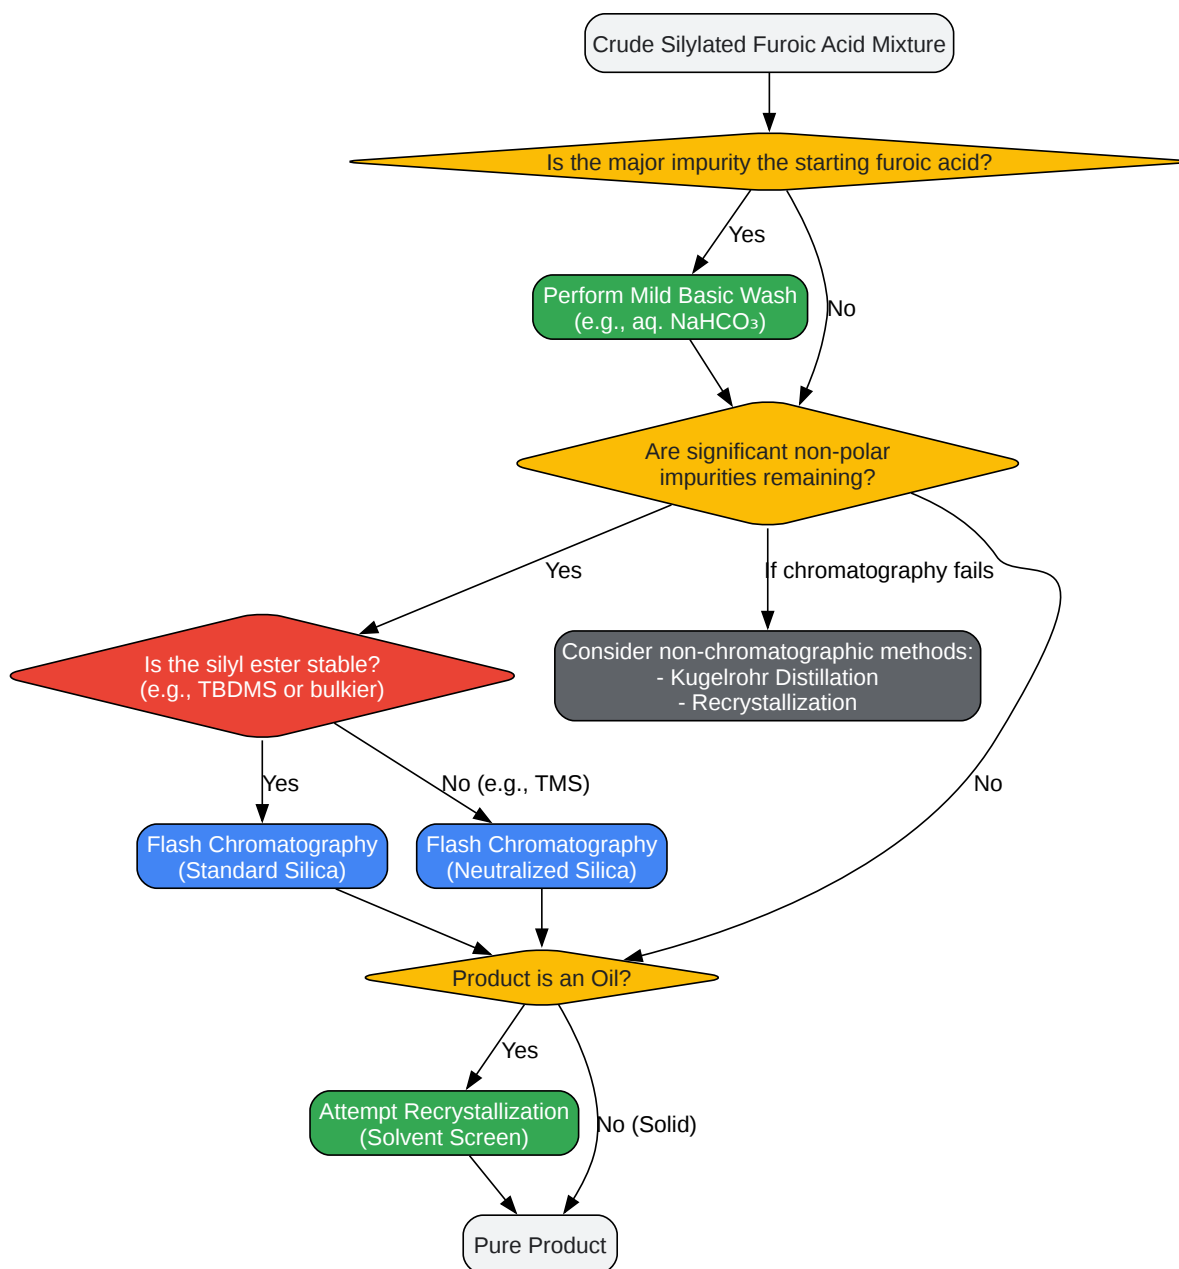 Crude Silylated Furoic Acid Mixture
Is the major impurity the starting furoic acid?
Yes
Perform Mild Basic Wash
(e.g., aq. NaHCO₃)
No
Are significant non-polar
impurities remaining?
Yes
If chromatography fails
Is the silyl ester stable?
(e.g., TBDMS or bulkier)
Consider non-chromatographic methods:
- Kugelrohr Distillation
- Recrystallization
Yes
No (e.g., TMS)
No
Flash Chromatography
(Standard Silica)
Flash Chromatography
(Neutralized Silica)
Product is an Oil?
Yes
Attempt Recrystallization
(Solvent Screen)
No (Solid)
Pure Product